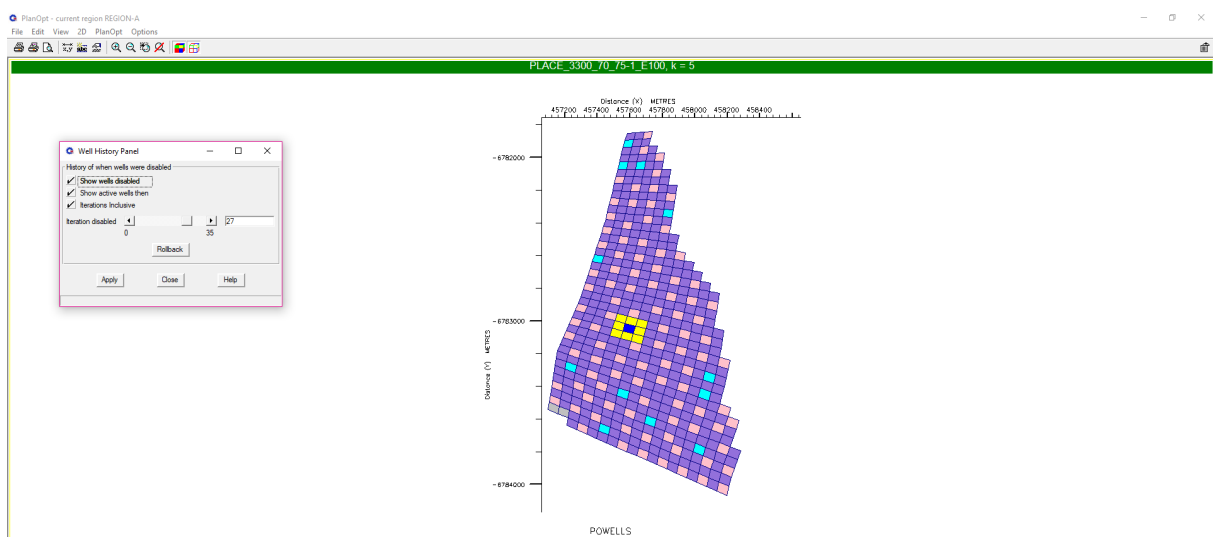 PlanOpt - current region REGION-A
File Edit View 2D PlanOpt Options
PLACE_3300_70_75-1_E100, k = 5
Distance (X) METRES
457200 457400 457600 457800 458000 458200 458400
Well History Panel
History of when wells were disabled
Show wells disabled
Show active wells then
Iterations Inclusive
Iteration disabled 27
0 35
Rollback
Apply Close Help
-6782000
-6783000
Distance (Y) METRES
-6784000
POWELLS